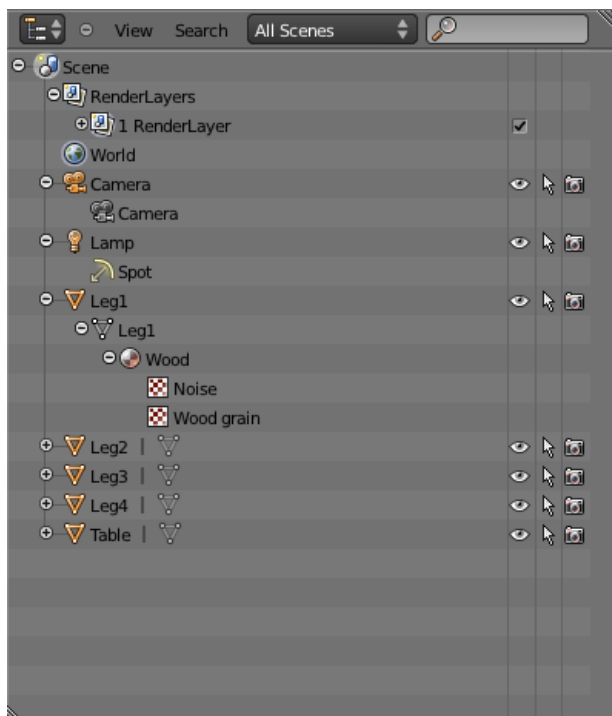 View Search All Scenes
Scene
RenderLayers
1 RenderLayer
World
Camera
Camera
Lamp
Spot
Leg1
Leg1
Wood
Noise
Wood grain
Leg2 |
Leg3 |
Leg4 |
Table |